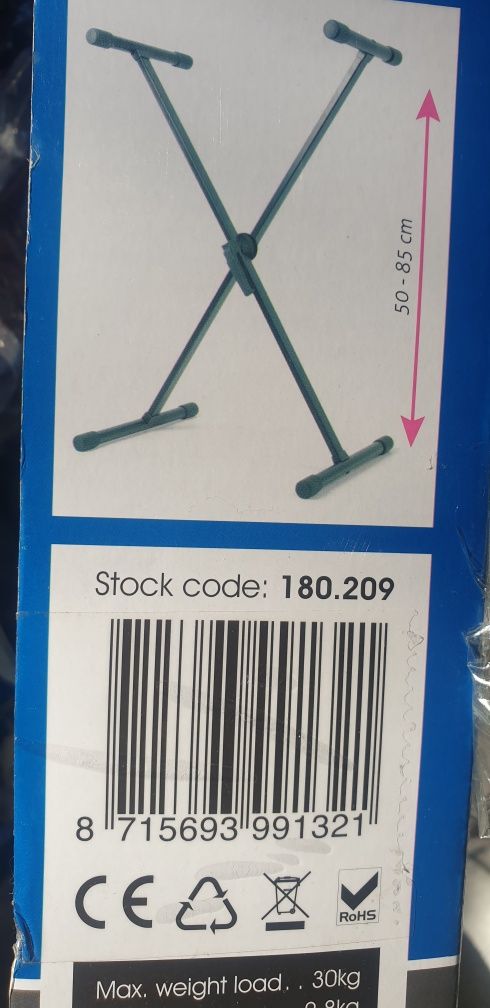 50 - 85 cm
Stock code: 180.209
8 715693 991321
CE
RoHS
Max. weight load. . 30kg